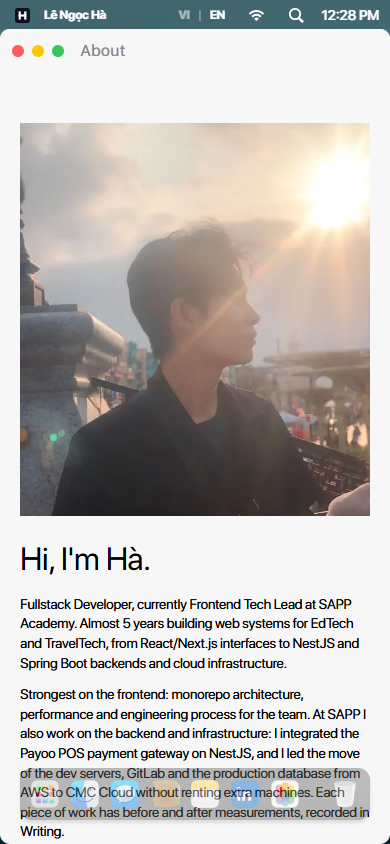 H Lê Ngọc Hà VI | EN 12:28 PM
About
Hi, I'm Hà.
Fullstack Developer, currently Frontend Tech Lead at SAPP
Academy. Almost 5 years building web systems for EdTech
and TravelTech, from React/Next.js interfaces to NestJS and
Spring Boot backends and cloud infrastructure.
Strongest on the frontend: monorepo architecture,
performance and engineering process for the team. At SAPP I
also work on the backend and infrastructure: I integrated the
Payoo POS payment gateway on NestJS, and I led the move
of the dev servers, GitLab and the production database from
AWS to CMC Cloud without renting extra machines. Each
piece of work has before and after measurements, recorded in
Writing.